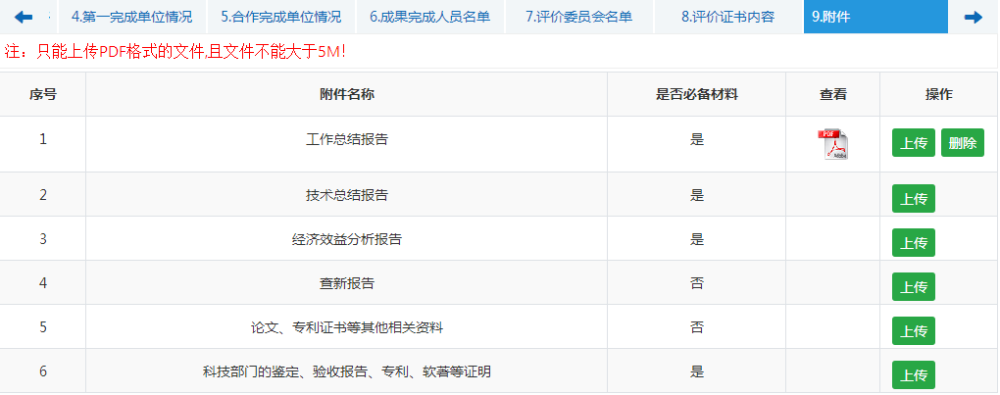 4.第一完成单位情况 5.合作完成单位情况 6.成果完成人员名单 7.评价委员会名单 8.评价证书内容 9.附件
注：只能上传PDF格式的文件,且文件不能大于5M!
序号 附件名称 是否必备材料 查看 操作
1 工作总结报告 是 PDF 上传 删除
2 技术总结报告 是 上传
3 经济效益分析报告 是 上传
4 查新报告 否 上传
5 论文、专利证书等其他相关资料 否 上传
6 科技部门的鉴定、验收报告、专利、软著等证明 是 上传